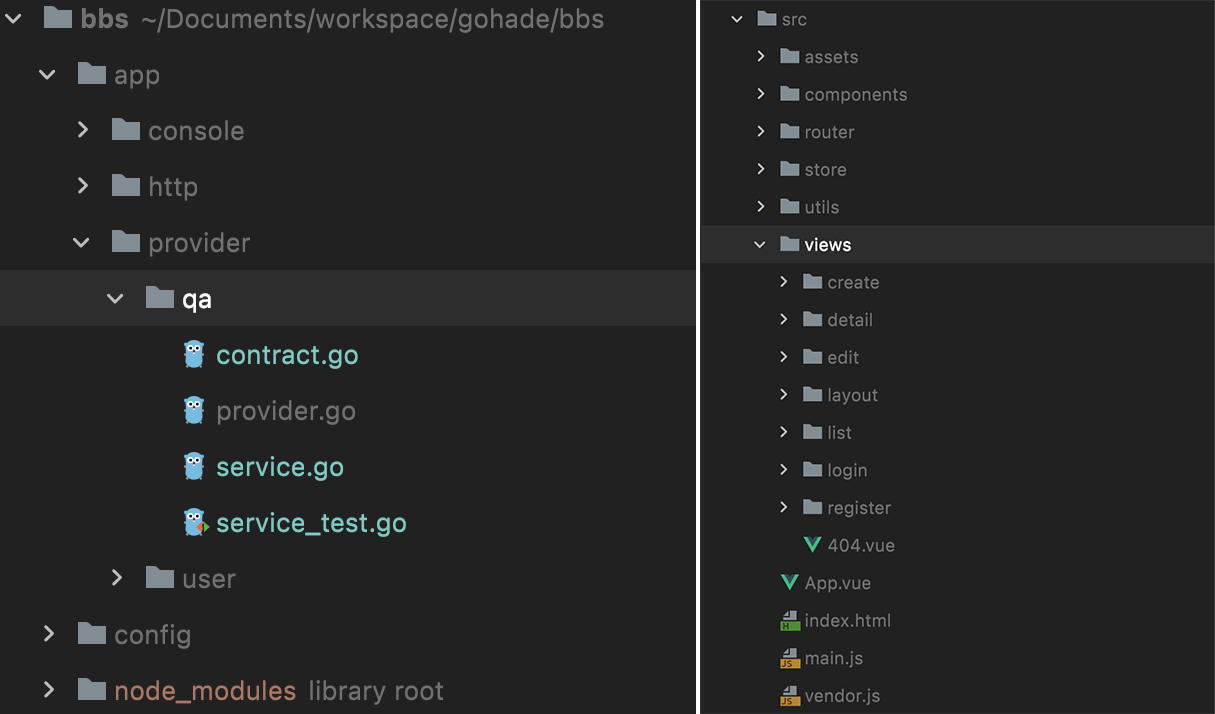 bbs ~/Documents/workspace/gohade/bbs
app
console
http
provider
qa
contract.go
provider.go
service.go
service_test.go
user
config
node_modules library root
src
assets
components
router
store
utils
views
create
detail
edit
layout
list
login
register
404.vue
App.vue
H index.html
JS main.js
JS vendor.js